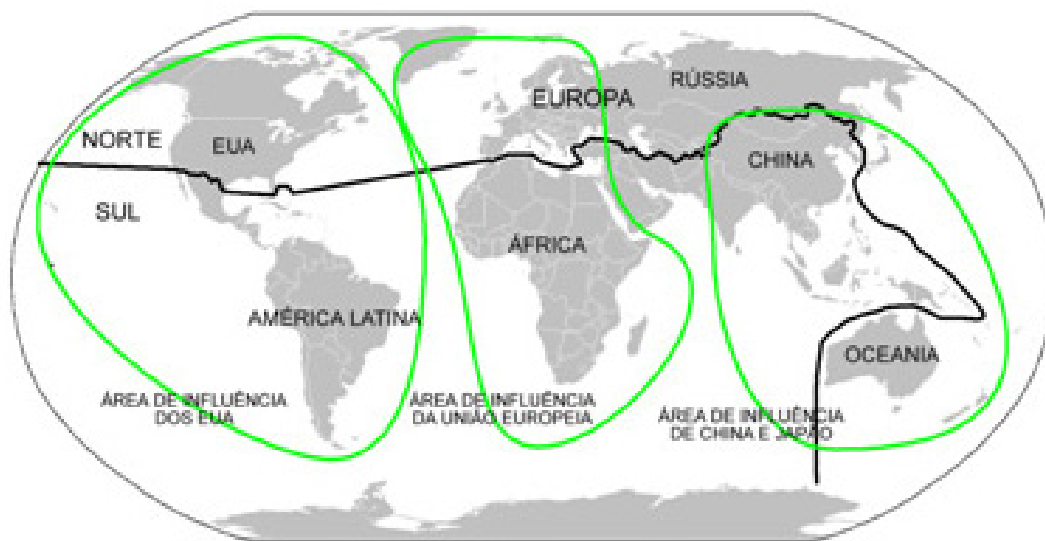 RÚSSIA
EUROPA
NORTE
EUA
CHINA
SUL
ÁFRICA
AMÉRICA LATINA
OCEANIA
ÁREA DE INFLUÊNCIA
DOS EUA
ÁREA DE INFLUÊNCIA
DA UNIÃO EUROPEIA
ÁREA DE INFLUÊNCIA
DE CHINA E JAPÃO